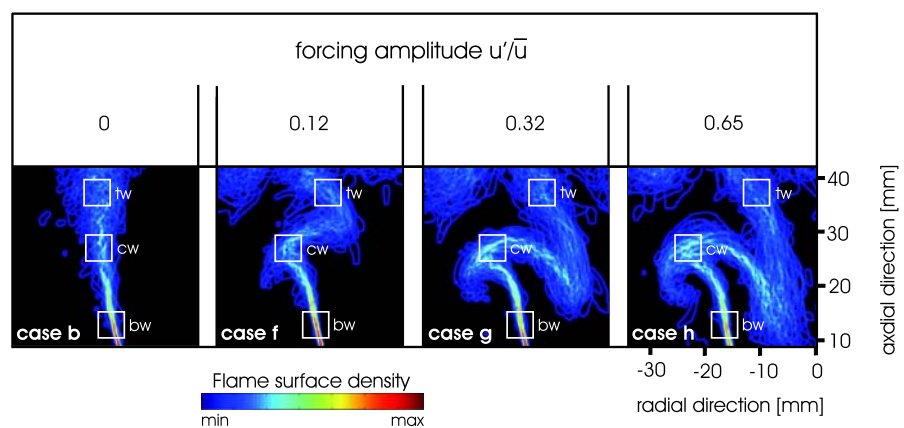 forcing amplitude u'/u̅
0 0.12 0.32 0.65
tw tw tw tw
cw cw cw cw
bw bw bw bw
case b case f case g case h
40
30
20
10
axdial direction [mm]
-30 -20 -10 0
radial direction [mm]
Flame surface density
min max